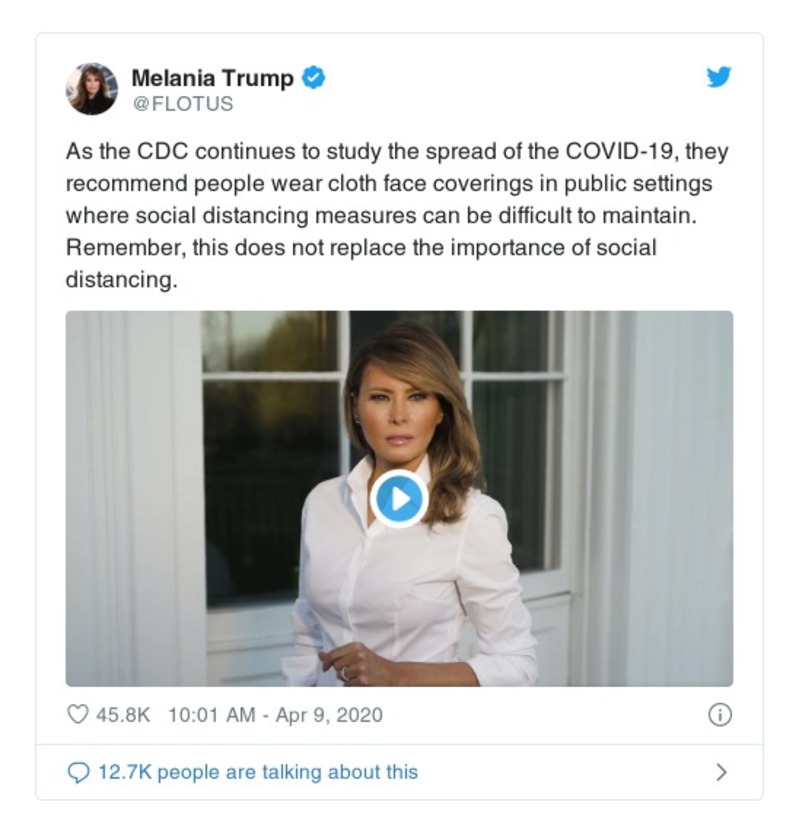 Melania Trump
@FLOTUS
As the CDC continues to study the spread of the COVID-19, they
recommend people wear cloth face coverings in public settings
where social distancing measures can be difficult to maintain.
Remember, this does not replace the importance of social
distancing.
45.8K 10:01 AM - Apr 9, 2020
12.7K people are talking about this